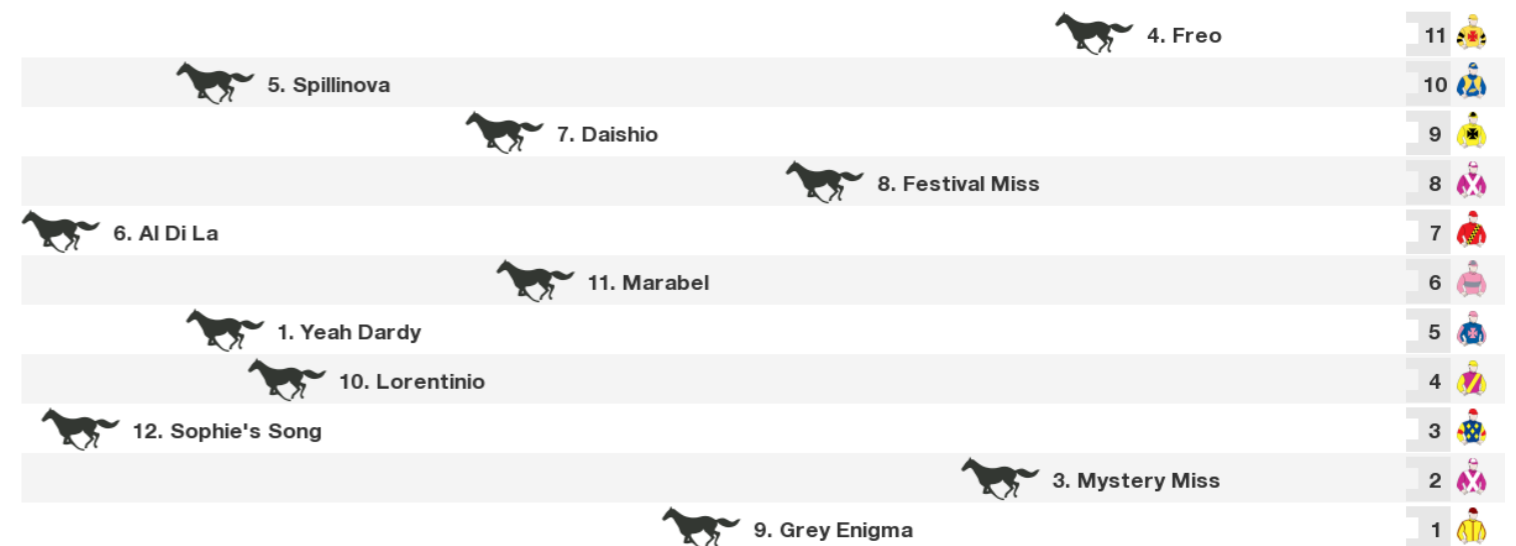 4. Freo 11
5. Spillinova 10
7. Daishio 9
8. Festival Miss 8
6. Al Di La 7
11. Marabel 6
1. Yeah Dardy 5
10. Lorentinio 4
12. Sophie's Song 3
3. Mystery Miss 2
9. Grey Enigma 1